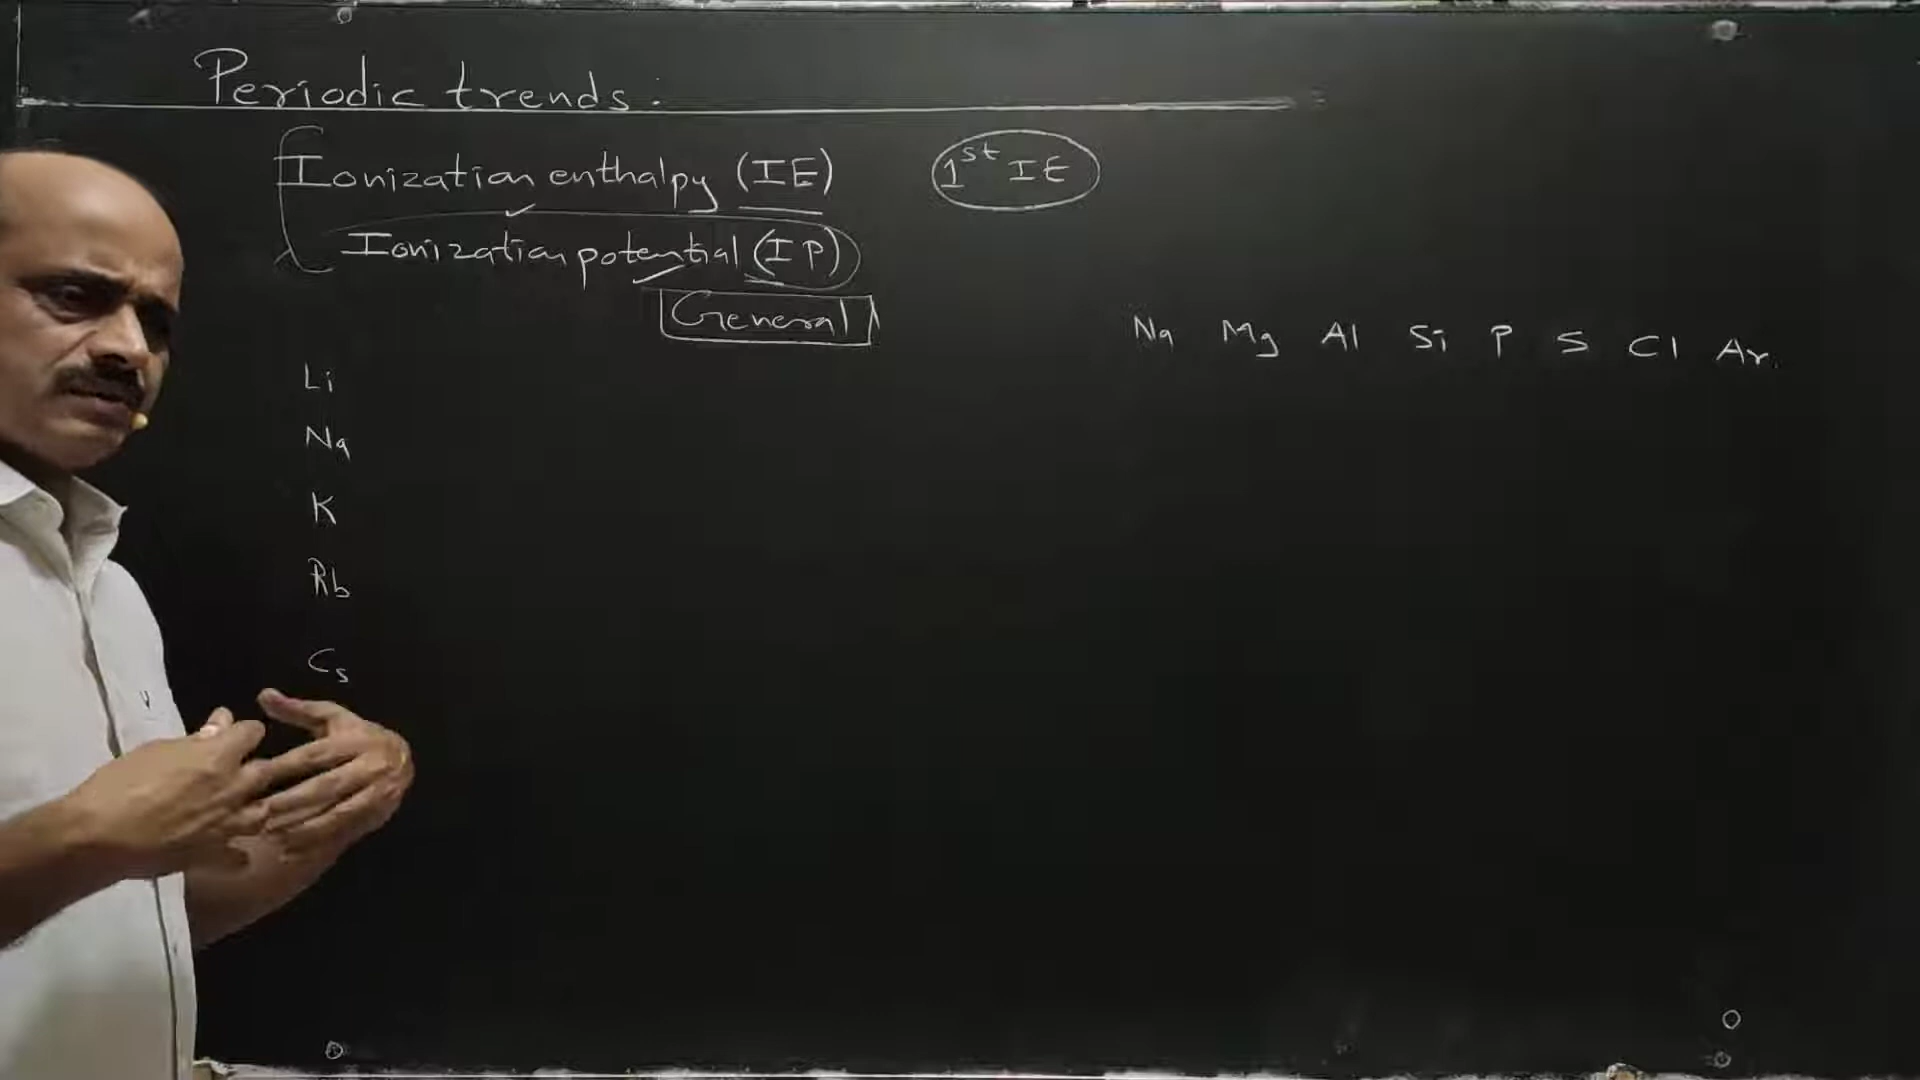 Periodic trends:
Ionization enthalpy (IE) 1st IE
Ionization potential (IP)
General
Na Mg Al Si P S Cl Ar
Li
Na
K
Rb
Cs